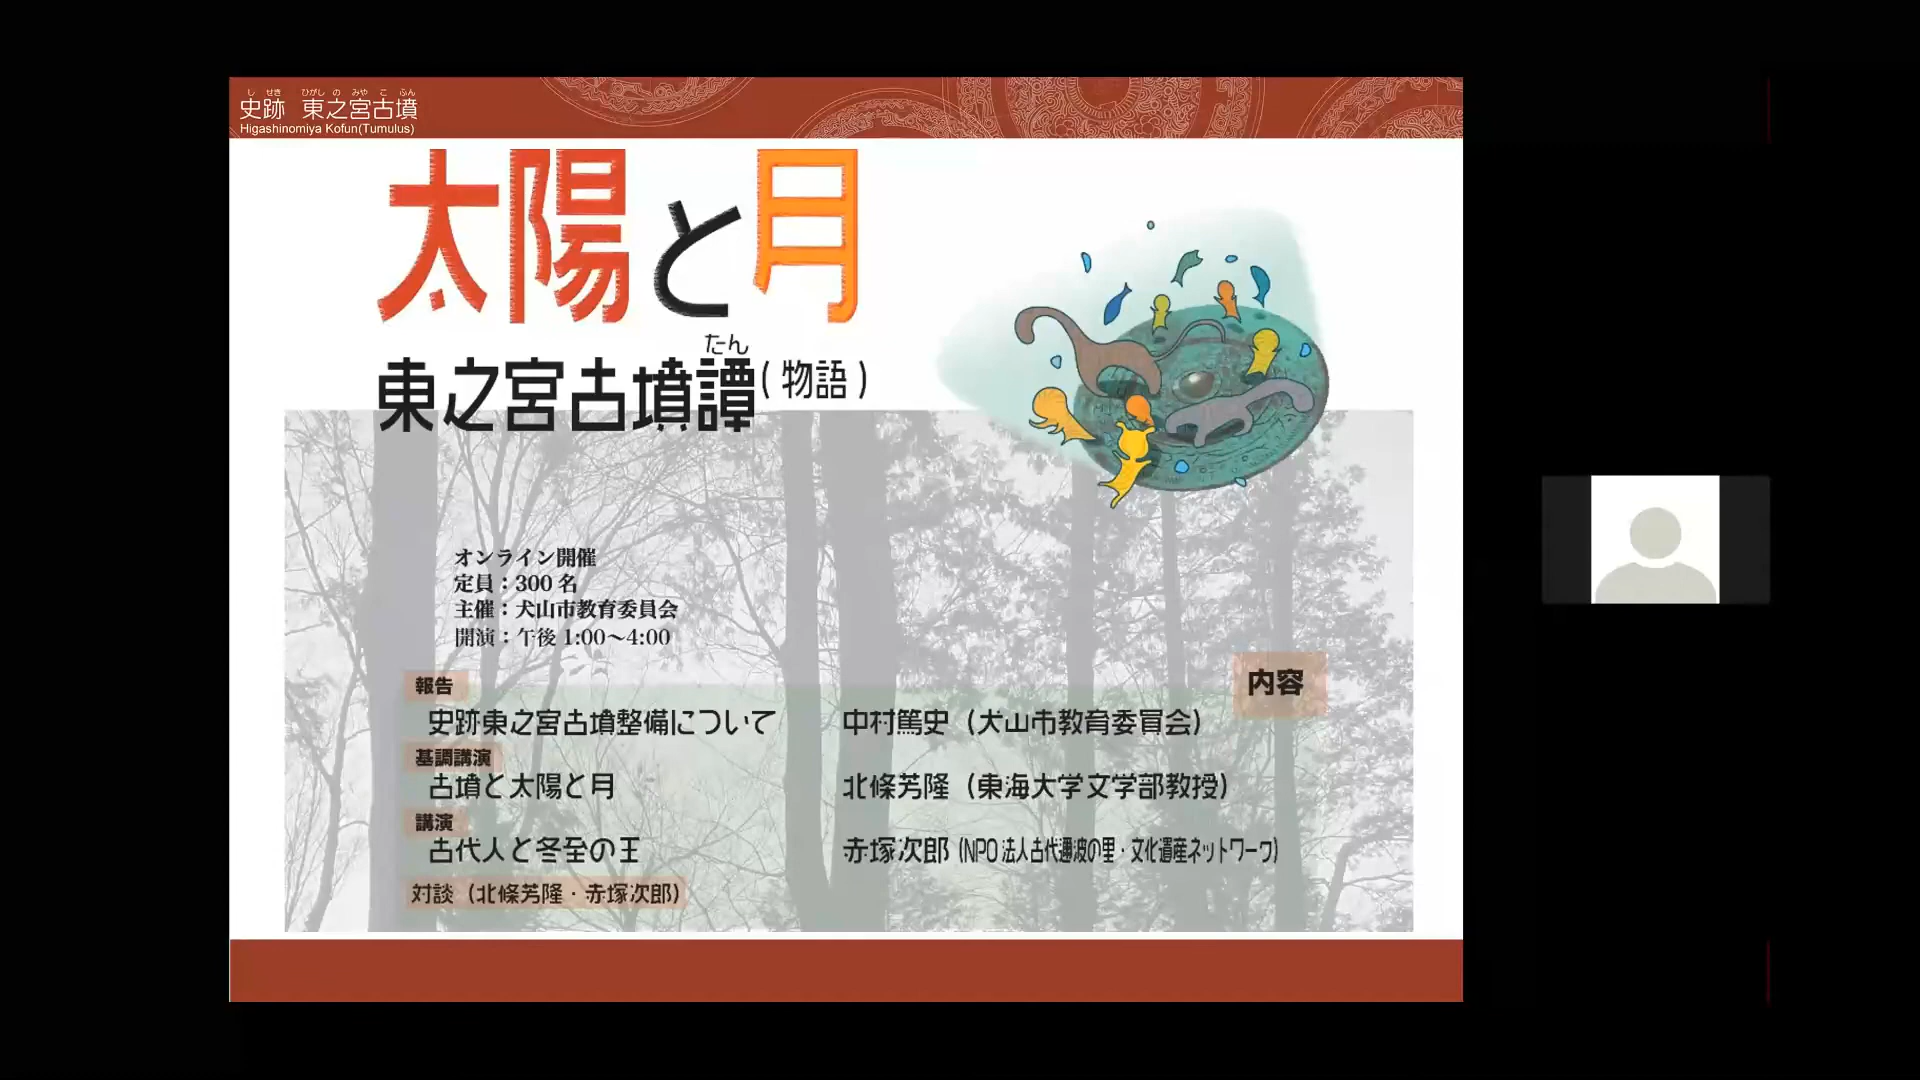 し せき ひがし の みや こ ふん
史跡 東之宮古墳
Higashinomiya Kofun(Tumulus)
太陽と月
たん
東之宮古墳譚(物語)
オンライン開催
定員：300 名
主催：犬山市教育委員会
開演：午後 1:00～4:00
内容
報告
史跡東之宮古墳整備について 中村篤史（犬山市教育委員会）
基調講演
古墳と太陽と月 北條芳隆（東海大学文学部教授）
講演
古代人と冬至の王 赤塚次郎（NPO法人古代邇波の里・文化遺産ネットワーク）
対談（北條芳隆・赤塚次郎）